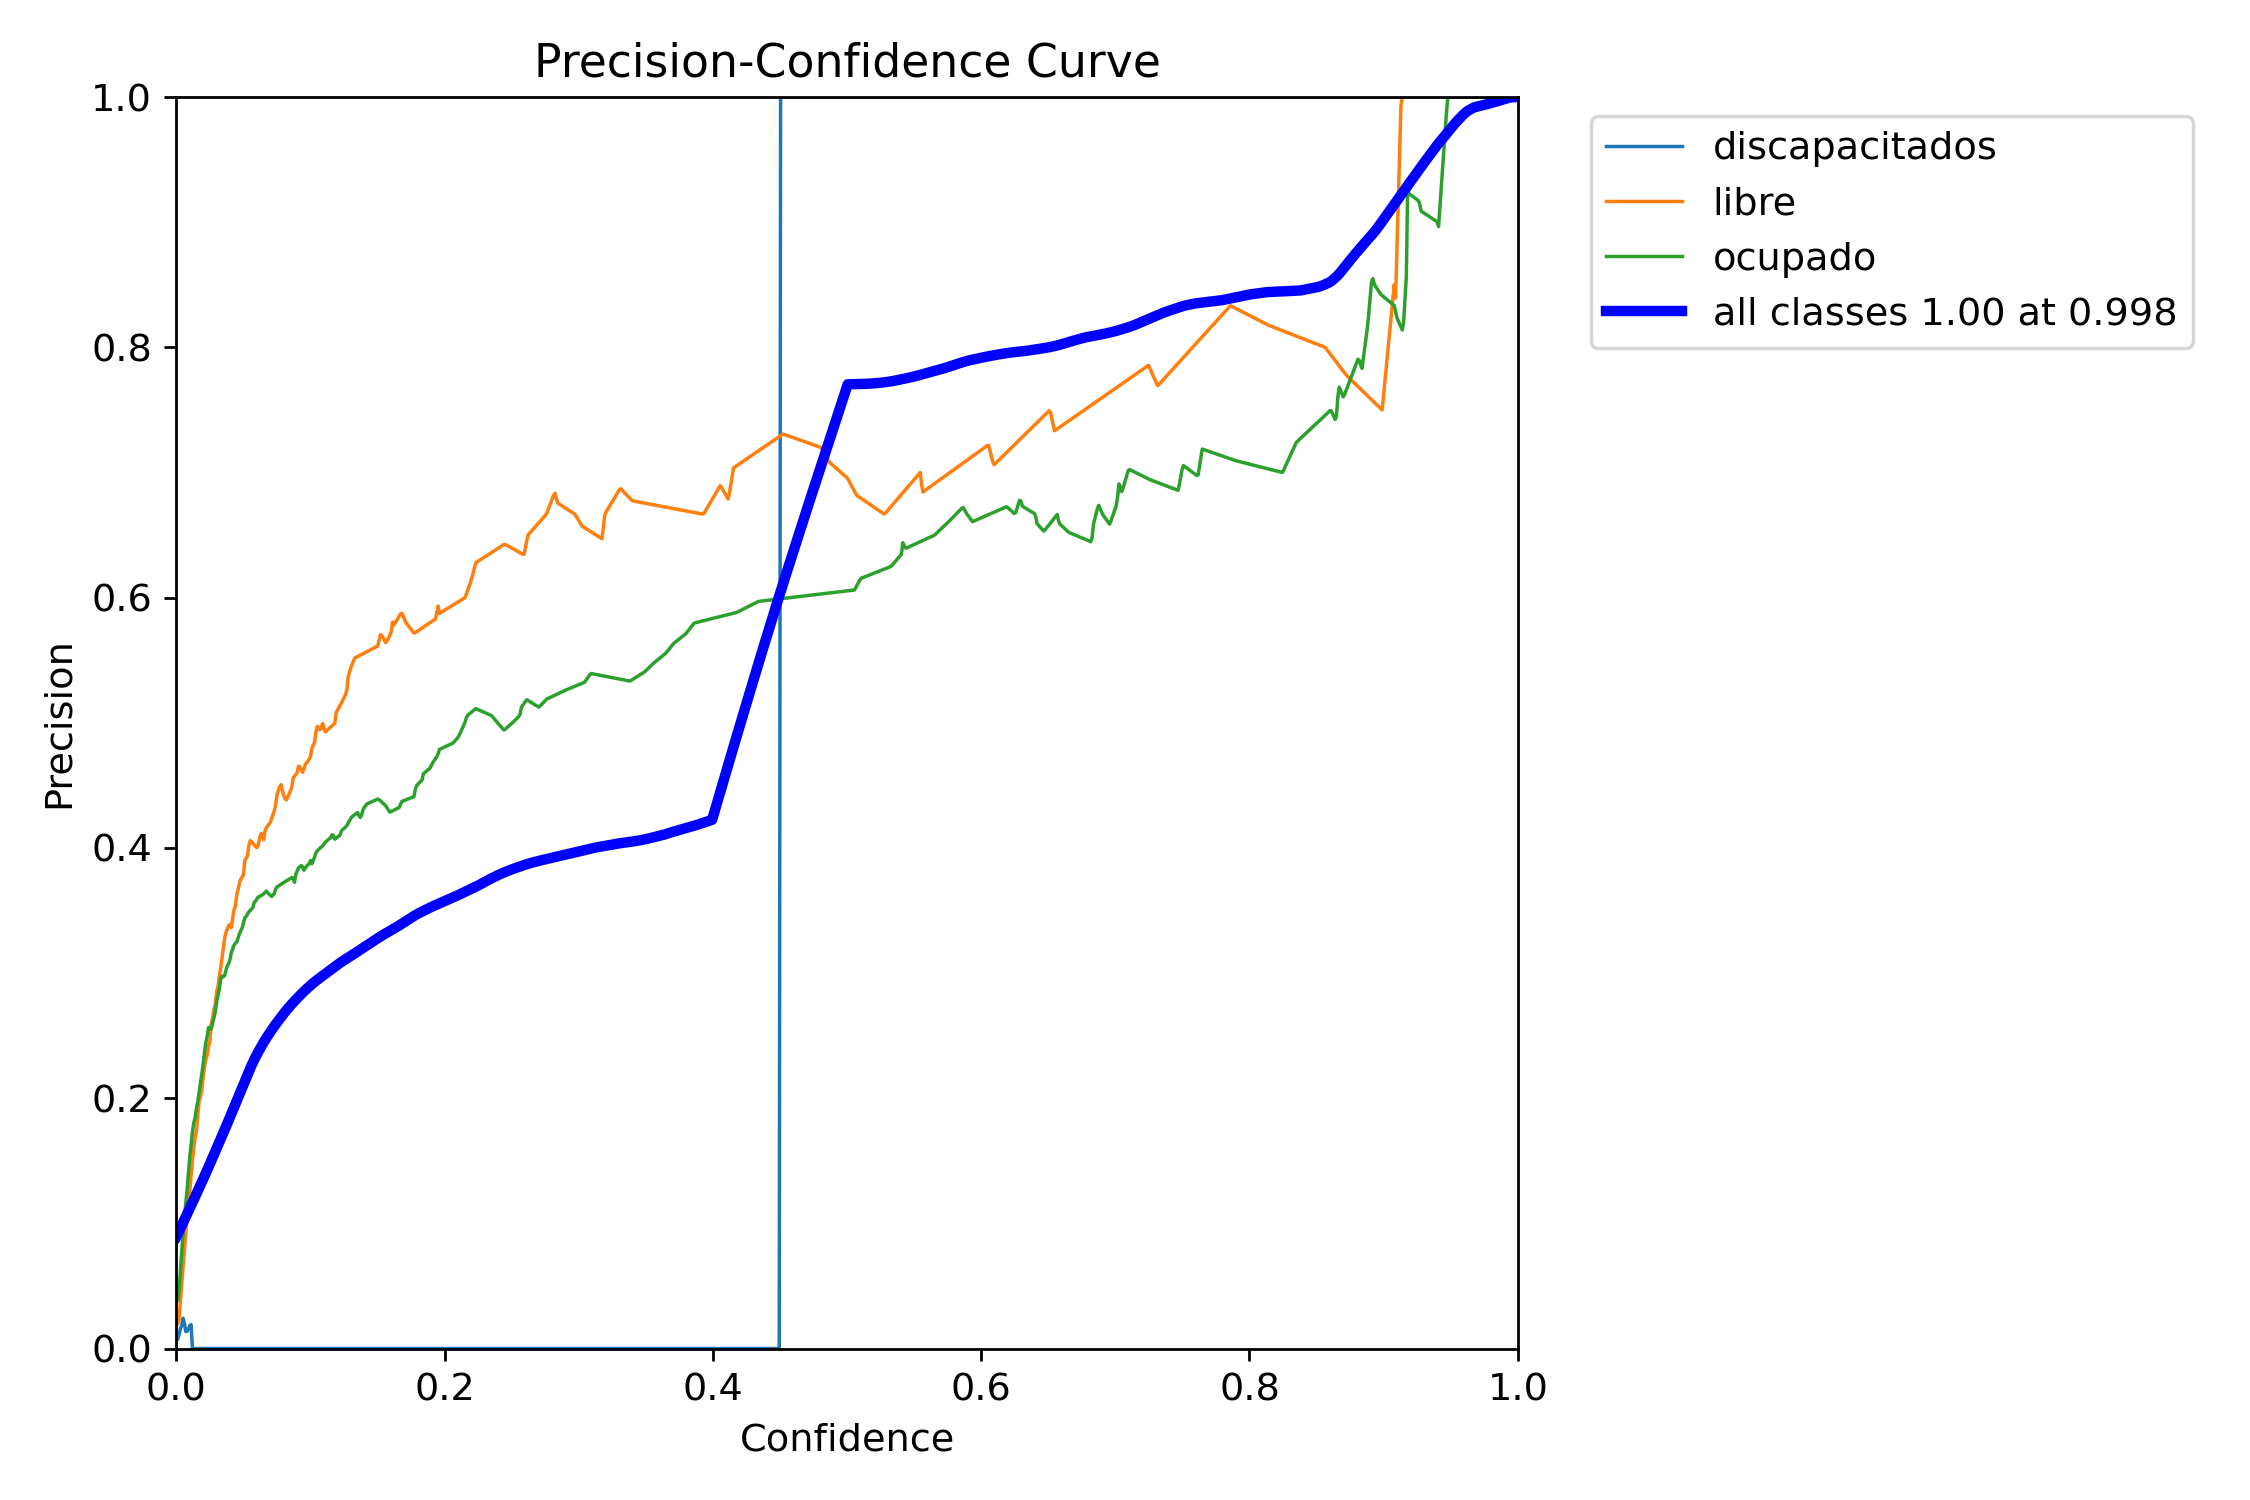 Precision-Confidence Curve
1.0
0.8
0.6
0.4
0.2
0.0
Precision
0.0 0.2 0.4 0.6 0.8 1.0
Confidence
discapacitados
libre
ocupado
all classes 1.00 at 0.998